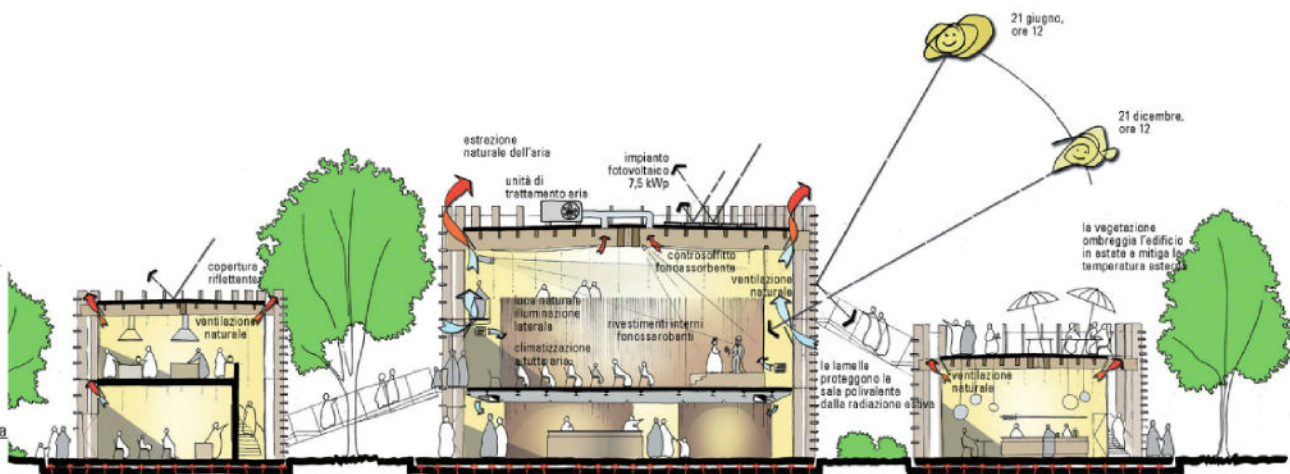 21 giugno,
ore 12
21 dicembre,
ore 12
estrazione
naturale dell'aria
unità di
trattamento aria
impianto
fotovoltaico
7,5 kWp
la vegetazione
ombreggia l'edificio
in estate e mitiga la
temperatura esterna
copertura
riflettente
ventilazione
naturale
controsoffitto
fonoassorbente
ventilazione
naturale
luce naturale
illuminazione
laterale
rivestimenti interni
fonossarobanti
climatizzazione
a tutta aria
le lamelle
proteggono la
sala polivalente
dalla radiazione estiva
ventilazione
naturale
a